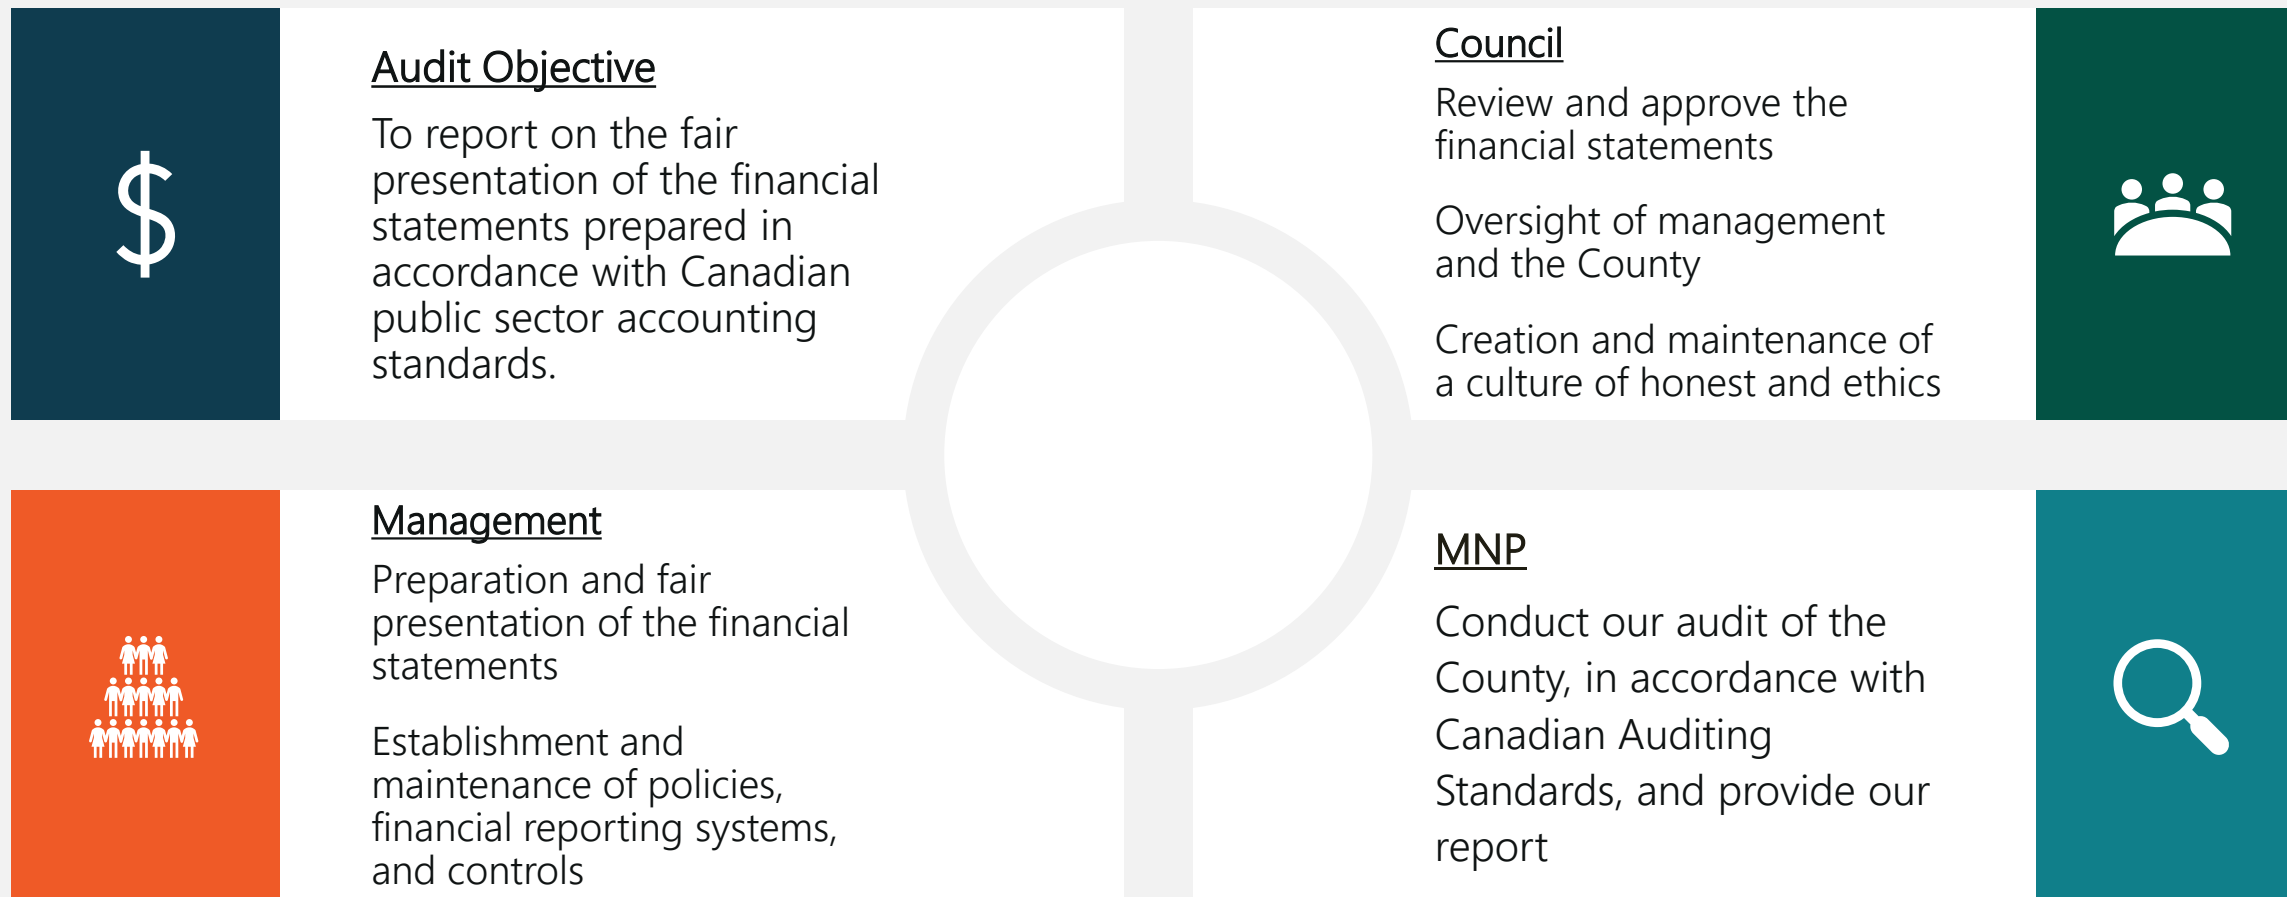 Audit Objective
To report on the fair
presentation of the financial
statements prepared in
accordance with Canadian
public sector accounting
standards.
Council
Review and approve the
financial statements
Oversight of management
and the County
Creation and maintenance of
a culture of honest and ethics
Management
Preparation and fair
presentation of the financial
statements
Establishment and
maintenance of policies,
financial reporting systems,
and controls
MNP
Conduct our audit of the
County, in accordance with
Canadian Auditing
Standards, and provide our
report